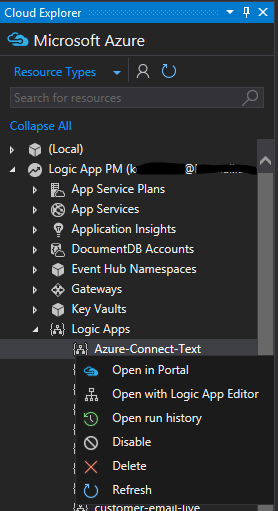 Cloud Explorer
Microsoft Azure
Resource Types
Search for resources
Collapse All
(Local)
Logic App PM (k
@
App Service Plans
App Services
Application Insights
DocumentDB Accounts
Event Hub Namespaces
Gateways
Key Vaults
Logic Apps
Azure-Connect-Text
Open in Portal
Open with Logic App Editor
Open run history
Disable
Delete
Refresh
customer-email-live